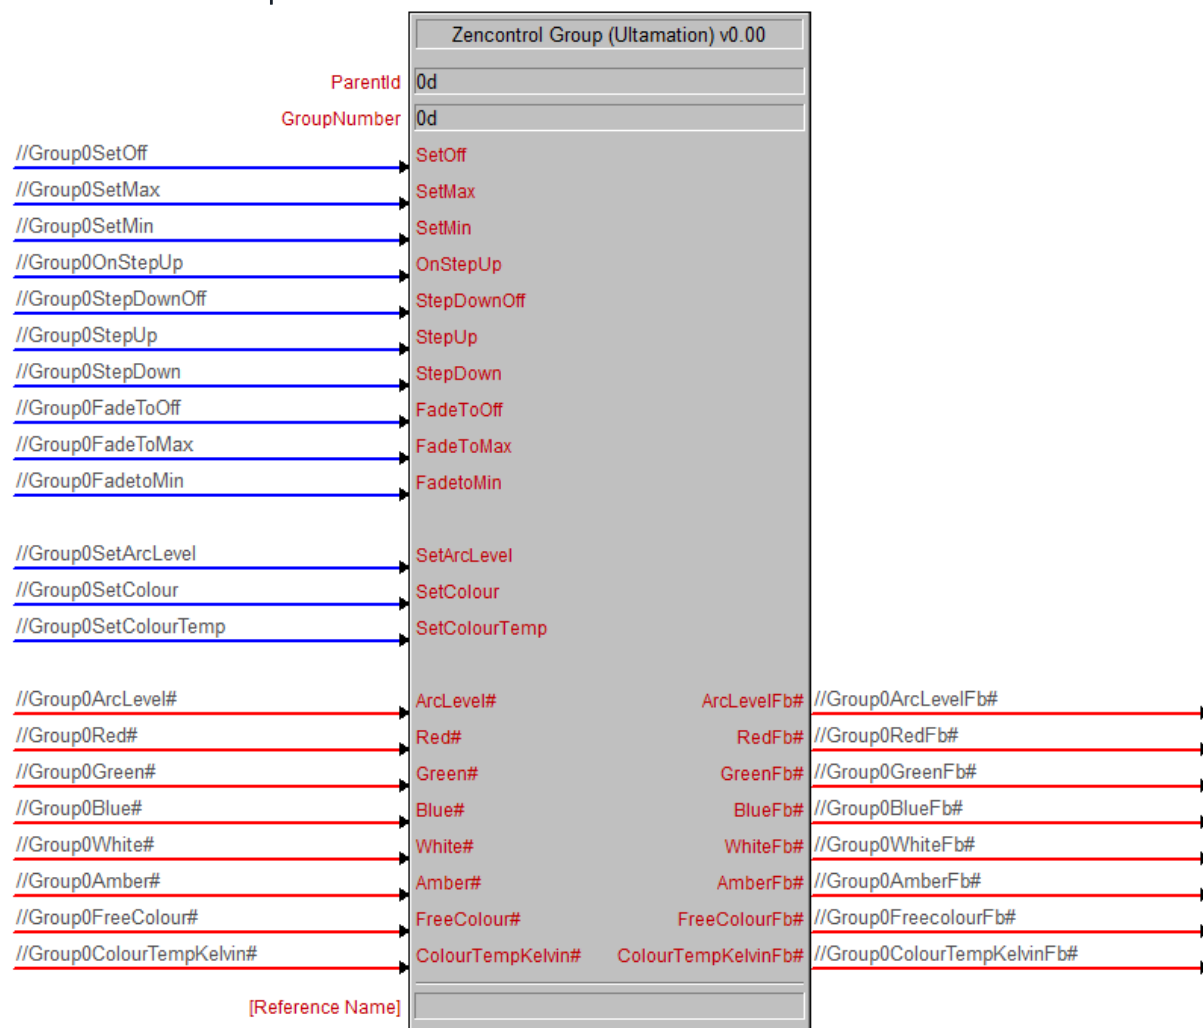 Zencontrol Group (Ultamation) v0.00
ParentId 0d
GroupNumber 0d
//Group0SetOff SetOff
//Group0SetMax SetMax
//Group0SetMin SetMin
//Group0OnStepUp OnStepUp
//Group0StepDownOff StepDownOff
//Group0StepUp StepUp
//Group0StepDown StepDown
//Group0FadeToOff FadeToOff
//Group0FadeToMax FadeToMax
//Group0FadetoMin FadetoMin
//Group0SetArcLevel SetArcLevel
//Group0SetColour SetColour
//Group0SetColourTemp SetColourTemp
//Group0ArcLevel# ArcLevel# ArcLevelFb# //Group0ArcLevelFb#
//Group0Red# Red# RedFb# //Group0RedFb#
//Group0Green# Green# GreenFb# //Group0GreenFb#
//Group0Blue# Blue# BlueFb# //Group0BlueFb#
//Group0White# White# WhiteFb# //Group0WhiteFb#
//Group0Amber# Amber# AmberFb# //Group0AmberFb#
//Group0FreeColour# FreeColour# FreeColourFb# //Group0FreecolourFb#
//Group0ColourTempKelvin# ColourTempKelvin# ColourTempKelvinFb# //Group0ColourTempKelvinFb#
[Reference Name]